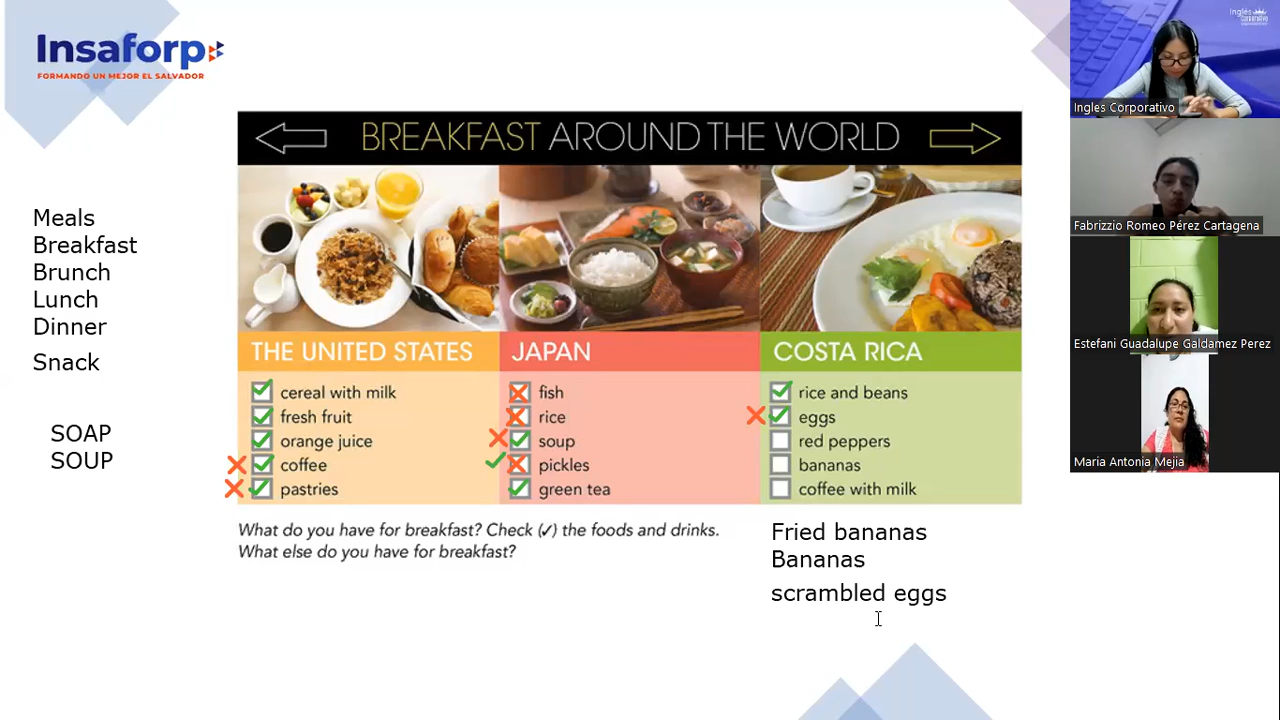 Insaforp
FORMANDO UN MEJOR EL SALVADOR
Meals
Breakfast
Brunch
Lunch
Dinner
Snack
SOAP
SOUP
BREAKFAST AROUND THE WORLD
THE UNITED STATES
cereal with milk
fresh fruit
orange juice
coffee
pastries
JAPAN
fish
rice
soup
pickles
green tea
COSTA RICA
rice and beans
eggs
red peppers
bananas
coffee with milk
What do you have for breakfast? Check (✓) the foods and drinks.
What else do you have for breakfast?
Fried bananas
Bananas
scrambled eggs
Inglés
Corporativo
Ingles Corporativo
Fabrizzio Romeo Pérez Cartagena
Estefani Guadalupe Galdamez Perez
Maria Antonia Mejia